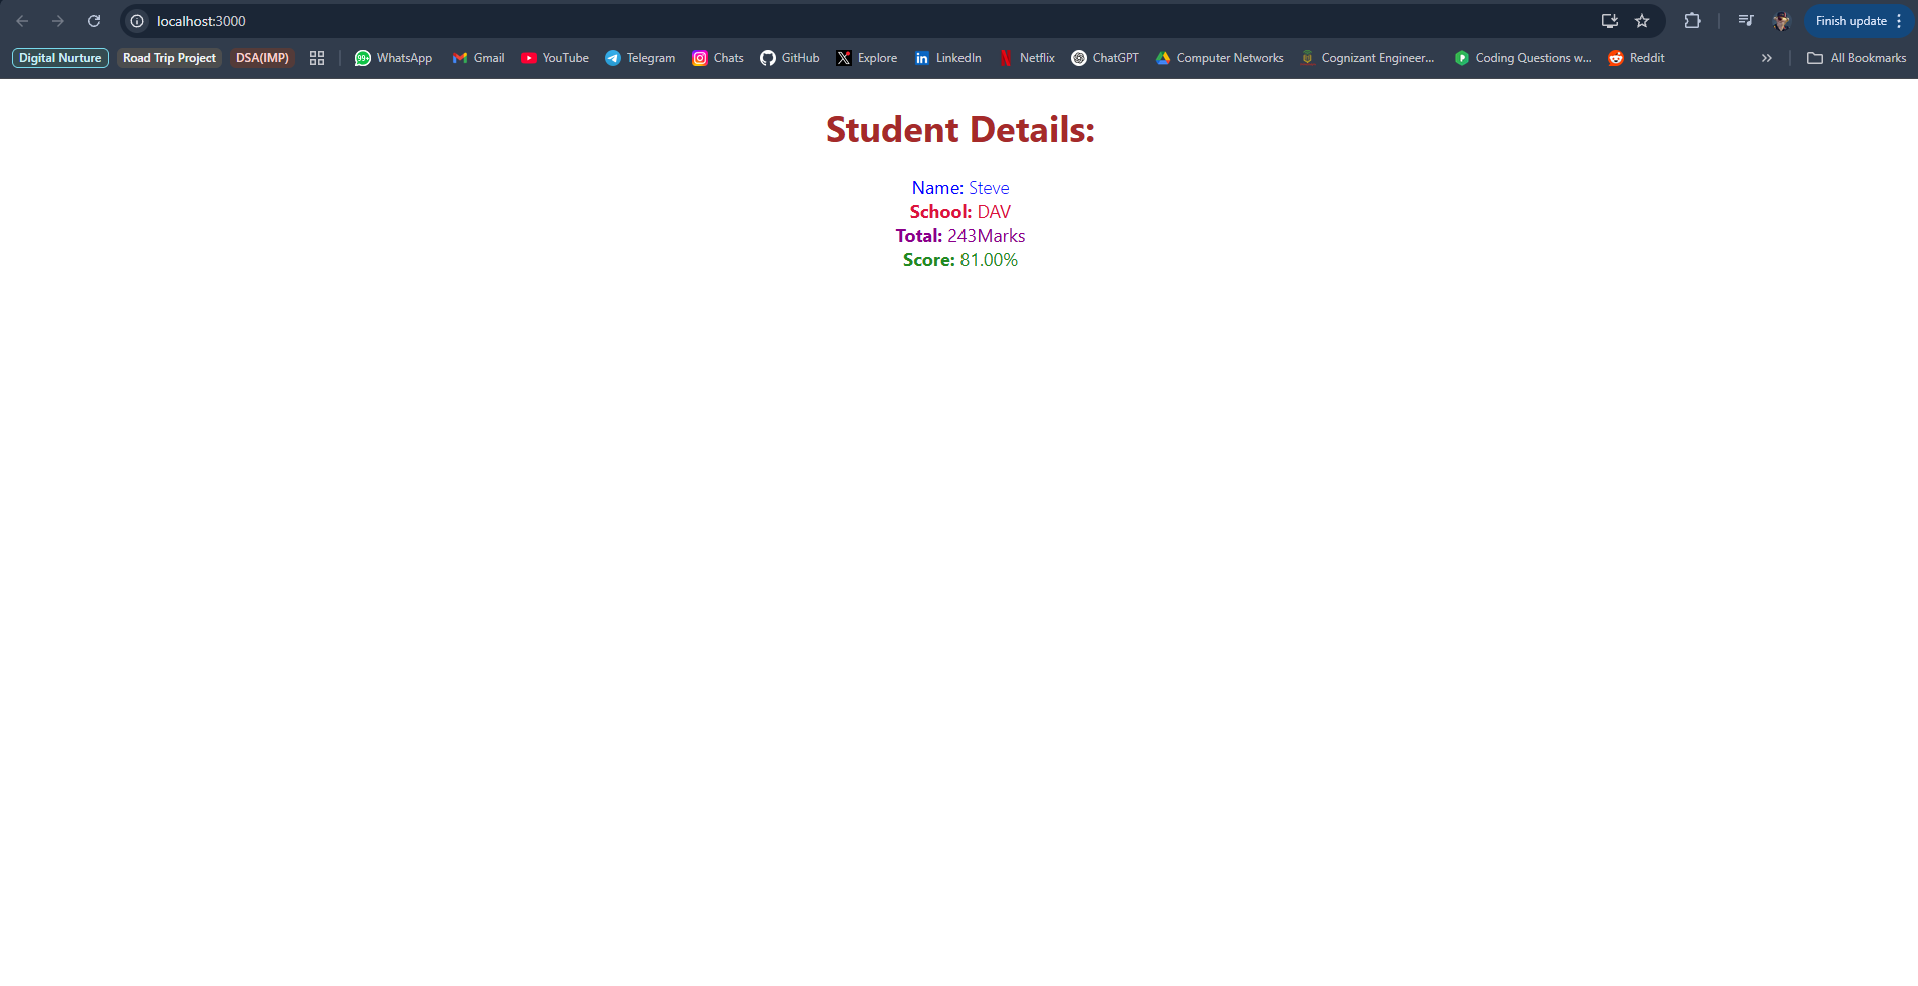 localhost:3000
Finish update
Digital Nurture Road Trip Project DSA(IMP) 99+ WhatsApp Gmail YouTube Telegram Chats GitHub Explore LinkedIn Netflix ChatGPT Computer Networks Cognizant Engineer... Coding Questions w... Reddit » All Bookmarks
Student Details:
Name: Steve
School: DAV
Total: 243Marks
Score: 81.00%